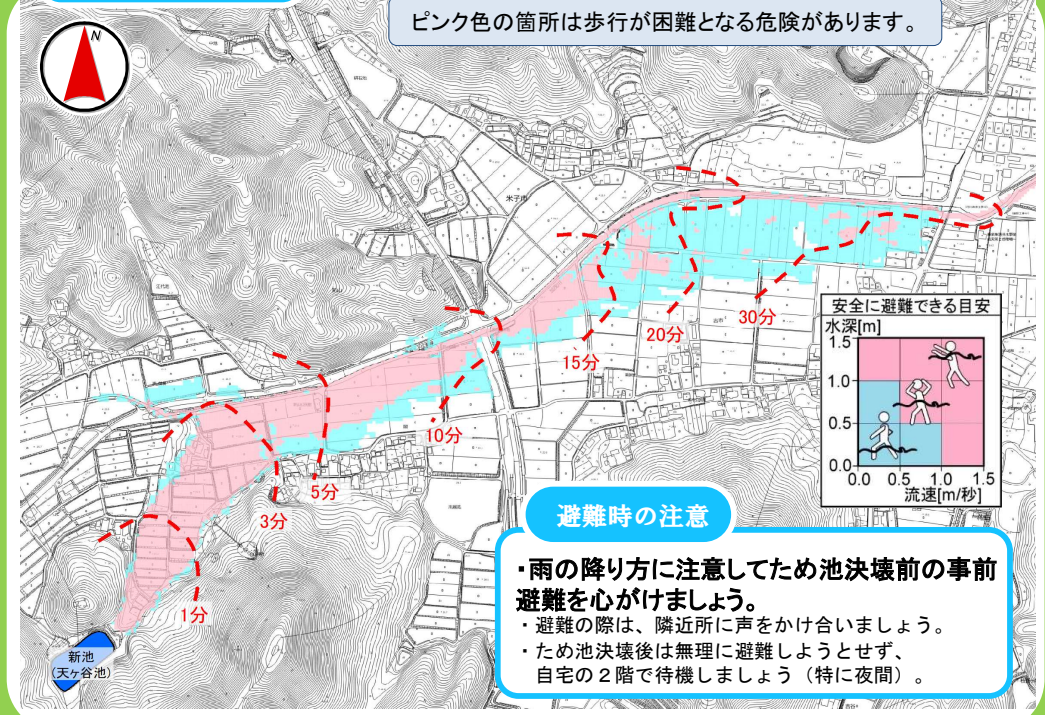 ピンク色の箇所は歩行が困難となる危険があります。
N
米子市
30分
20分
15分
10分
5分
3分
1分
新池
(天ヶ谷池)
安全に避難できる目安
水深[m]
1.5
1.0
0.5
0.0
0.0 0.5 1.0 1.5
流速[m/秒]
避難時の注意
・雨の降り方に注意してため池決壊前の事前
避難を心がけましょう。
・避難の際は、隣近所に声をかけ合いましょう。
・ため池決壊後は無理に避難しようとせず、
自宅の2階で待機しましょう（特に夜間）。